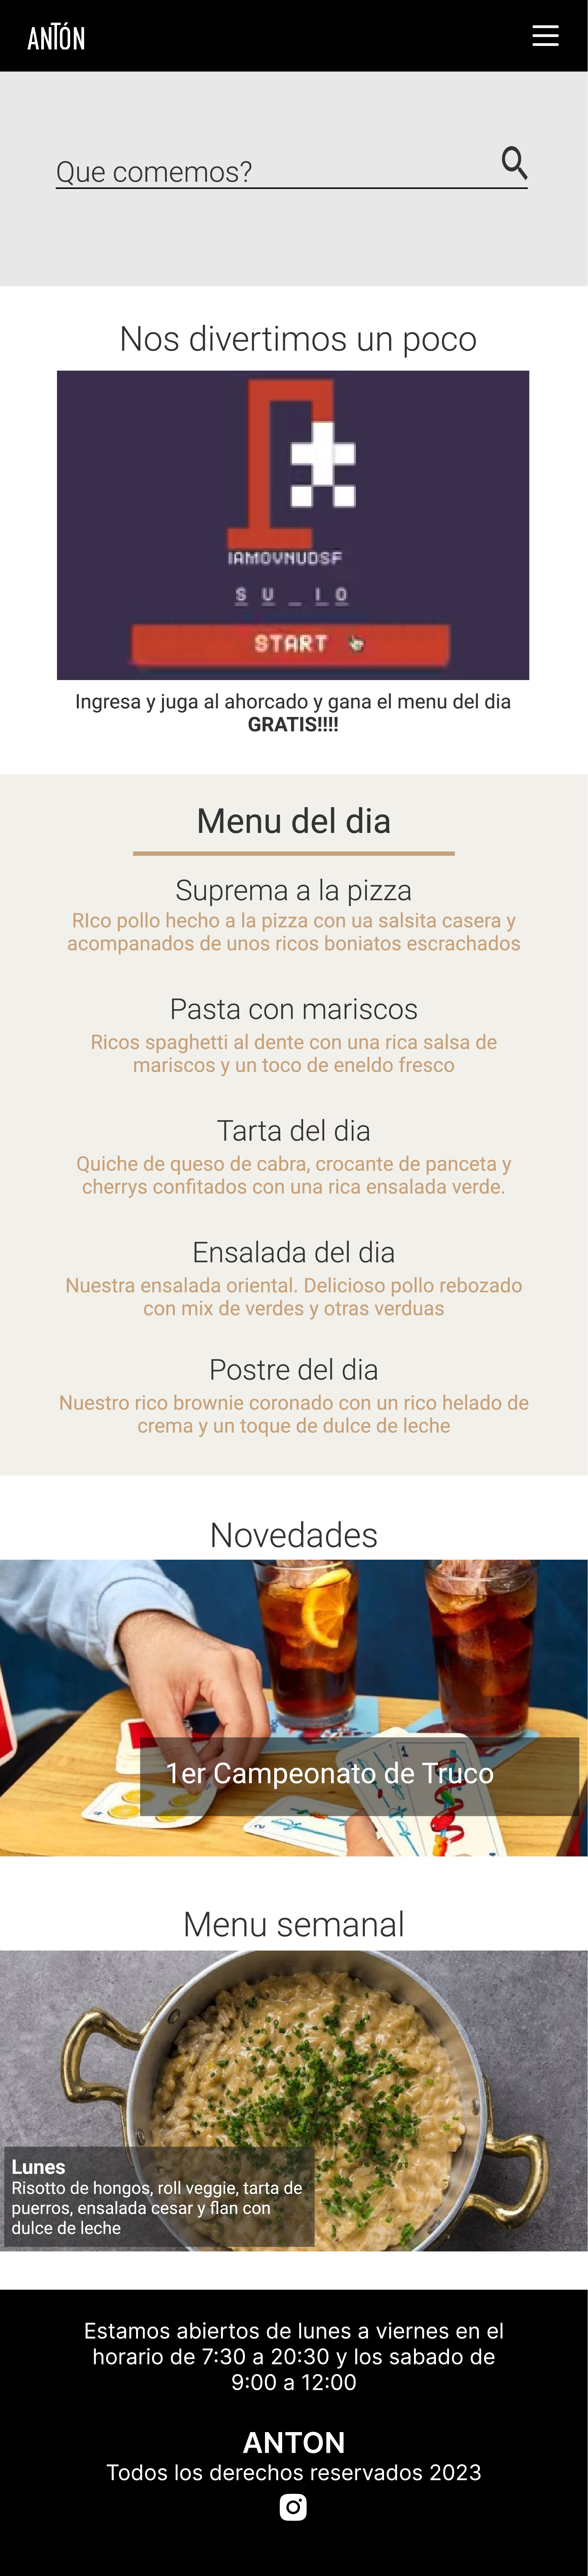 ANTÓN
Que comemos?
Nos divertimos un poco
IAMOVNUDSF
S U _ I O
START
Ingresa y juga al ahorcado y gana el menu del dia
GRATIS!!!!
Menu del dia
Suprema a la pizza
RIco pollo hecho a la pizza con ua salsita casera y
acompanados de unos ricos boniatos escrachados
Pasta con mariscos
Ricos spaghetti al dente con una rica salsa de
mariscos y un toco de eneldo fresco
Tarta del dia
Quiche de queso de cabra, crocante de panceta y
cherrys confitados con una rica ensalada verde.
Ensalada del dia
Nuestra ensalada oriental. Delicioso pollo rebozado
con mix de verdes y otras verduas
Postre del dia
Nuestro rico brownie coronado con un rico helado de
crema y un toque de dulce de leche
Novedades
1er Campeonato de Truco
Menu semanal
Lunes
Risotto de hongos, roll veggie, tarta de
puerros, ensalada cesar y flan con
dulce de leche
Estamos abiertos de lunes a viernes en el
horario de 7:30 a 20:30 y los sabado de
9:00 a 12:00
ANTON
Todos los derechos reservados 2023